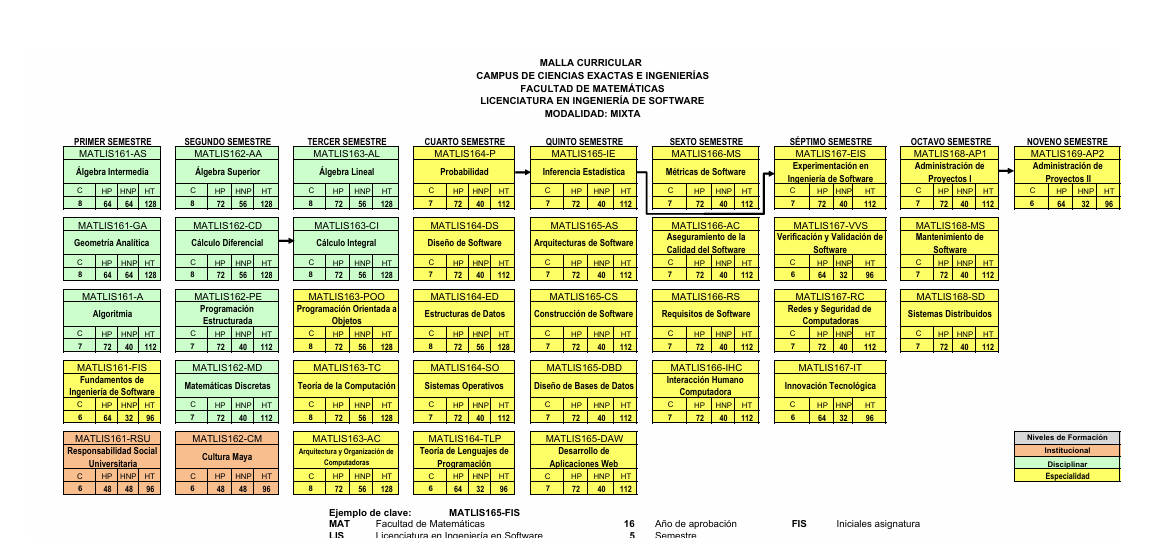 MALLA CURRICULAR
CAMPUS DE CIENCIAS EXACTAS E INGENIERÍAS
FACULTAD DE MATEMÁTICAS
LICENCIATURA EN INGENIERÍA DE SOFTWARE
MODALIDAD: MIXTA
PRIMER SEMESTRE SEGUNDO SEMESTRE TERCER SEMESTRE CUARTO SEMESTRE QUINTO SEMESTRE SEXTO SEMESTRE SÉPTIMO SEMESTRE OCTAVO SEMESTRE NOVENO SEMESTRE
MATLIS161-AS MATLIS162-AA MATLIS163-AL MATLIS164-P MATLIS165-IE MATLIS166-MS MATLIS167-EIS MATLIS168-AP1 MATLIS169-AP2
Álgebra Intermedia Álgebra Superior Álgebra Lineal Probabilidad Inferencia Estadística Métricas de Software Experimentación en Ingeniería de Software Administración de Proyectos I Administración de Proyectos II
C HP HNP HT C HP HNP HT C HP HNP HT C HP HNP HT C HP HNP HT C HP HNP HT C HP HNP HT C HP HNP HT C HP HNP HT
8 64 64 128 8 72 56 128 8 72 56 128 7 72 40 112 7 72 40 112 7 72 40 112 7 72 40 112 7 72 40 112 6 64 32 96
MATLIS161-GA MATLIS162-CD MATLIS163-CI MATLIS164-DS MATLIS165-AS MATLIS166-AC MATLIS167-VVS MATLIS168-MS
Geometría Analítica Cálculo Diferencial Cálculo Integral Diseño de Software Arquitecturas de Software Aseguramiento de la Calidad del Software Verificación y Validación de Software Mantenimiento de Software
C HP HNP HT C HP HNP HT C HP HNP HT C HP HNP HT C HP HNP HT C HP HNP HT C HP HNP HT C HP HNP HT
8 64 64 128 8 72 56 128 8 72 56 128 7 72 40 112 7 72 40 112 7 72 40 112 6 64 32 96 7 72 40 112
MATLIS161-A MATLIS162-PE MATLIS163-POO MATLIS164-ED MATLIS165-CS MATLIS166-RS MATLIS167-RC MATLIS168-SD
Algoritmia Programación Estructurada Programación Orientada a Objetos Estructuras de Datos Construcción de Software Requisitos de Software Redes y Seguridad de Computadoras Sistemas Distribuidos
C HP HNP HT C HP HNP HT C HP HNP HT C HP HNP HT C HP HNP HT C HP HNP HT C HP HNP HT C HP HNP HT
7 72 40 112 7 72 40 112 8 72 56 128 8 72 56 128 7 72 40 112 7 72 40 112 7 72 40 112 7 72 40 112
MATLIS161-FIS MATLIS162-MD MATLIS163-TC MATLIS164-SO MATLIS165-DBD MATLIS166-IHC MATLIS167-IT
Fundamentos de Ingeniería de Software Matemáticas Discretas Teoría de la Computación Sistemas Operativos Diseño de Bases de Datos Interacción Humano Computadora Innovación Tecnológica
C HP HNP HT C HP HNP HT C HP HNP HT C HP HNP HT C HP HNP HT C HP HNP HT C HP HNP HT
6 64 32 96 7 72 40 112 8 72 56 128 7 72 40 112 7 72 40 112 7 72 40 112 6 64 32 96
MATLIS161-RSU MATLIS162-CM MATLIS163-AC MATLIS164-TLP MATLIS165-DAW
Responsabilidad Social Universitaria Cultura Maya Arquitectura y Organización de Computadoras Teoría de Lenguajes de Programación Desarrollo de Aplicaciones Web
C HP HNP HT C HP HNP HT C HP HNP HT C HP HNP HT C HP HNP HT
6 48 48 96 6 48 48 96 8 72 56 128 6 64 32 96 7 72 40 112
Niveles de Formación
Institucional
Disciplinar
Especialidad
Ejemplo de clave: MATLIS165-FIS
MAT Facultad de Matemáticas 16 Año de aprobación FIS Iniciales asignatura
LIS Licenciatura en Ingeniería en Software 5 Semestre